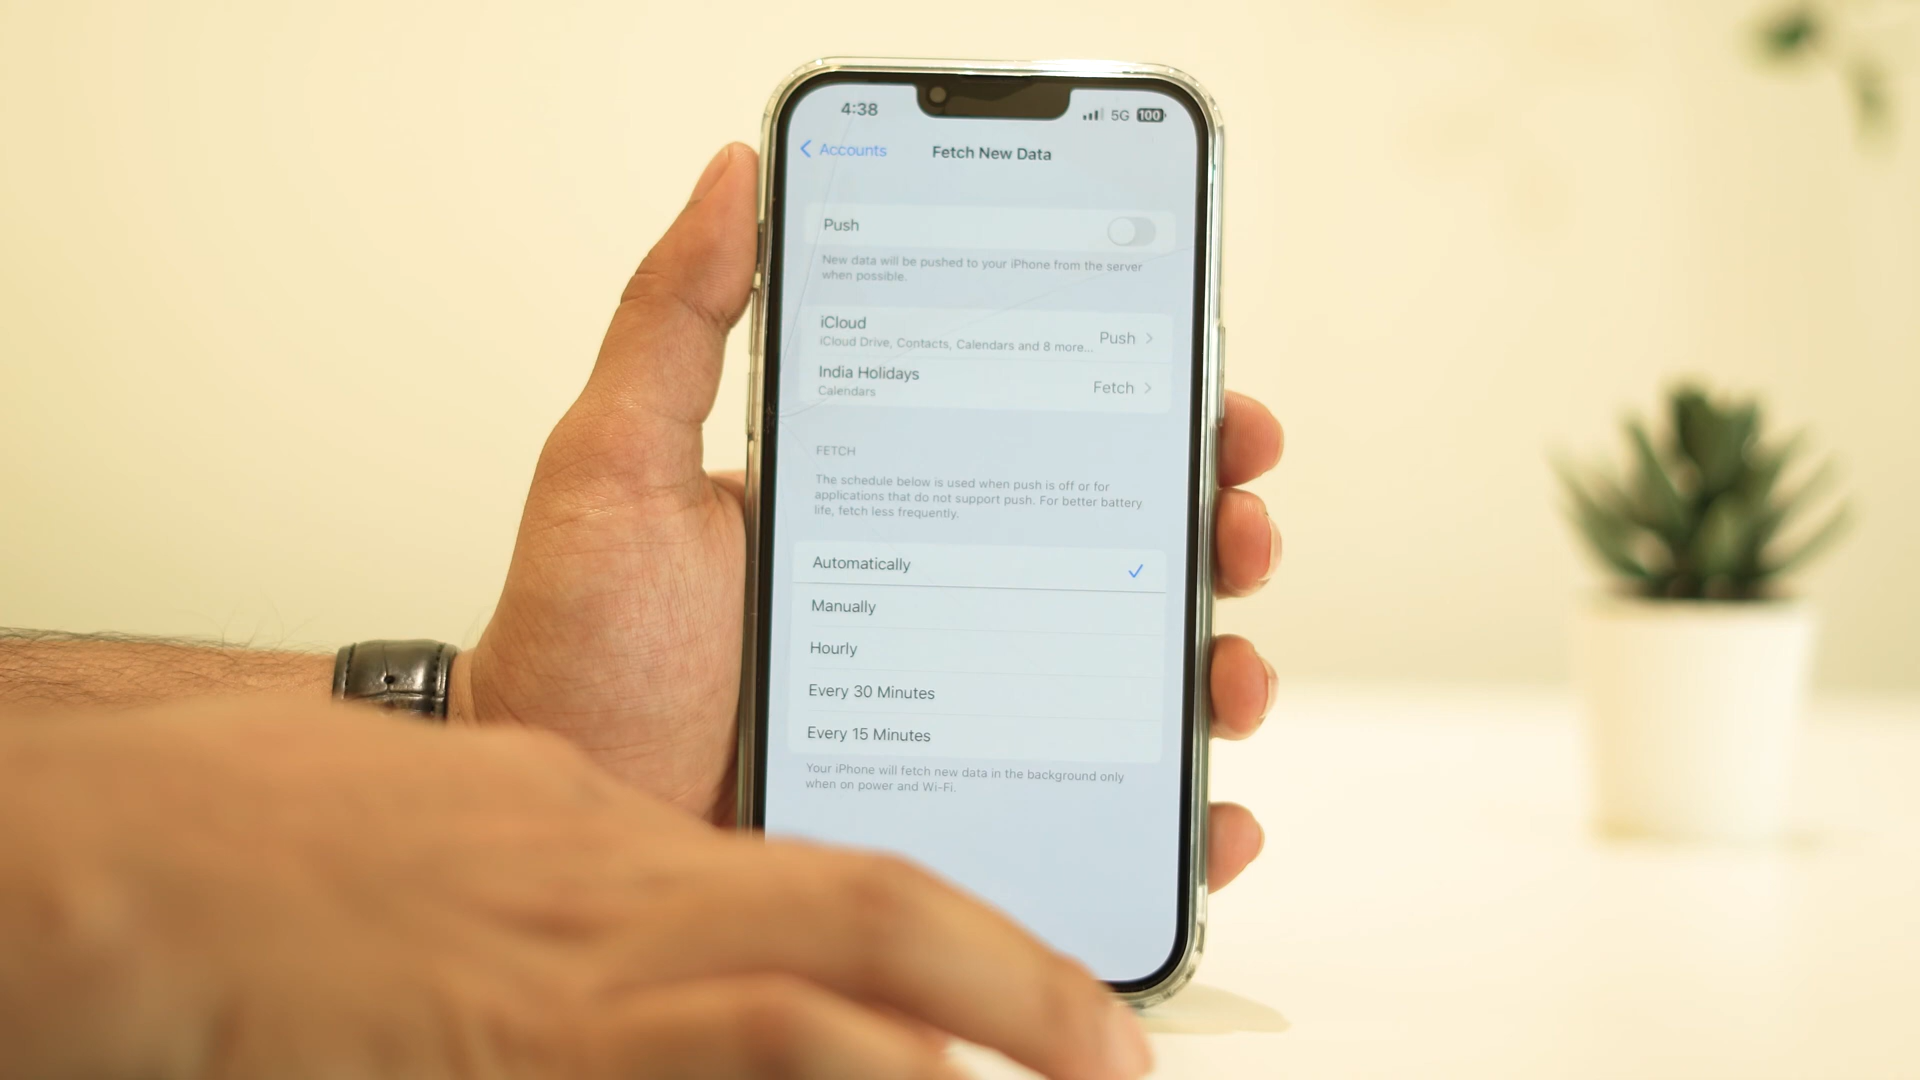 4:38
5G 100
Accounts
Fetch New Data
Push
New data will be pushed to your iPhone from the server
when possible.
iCloud
iCloud Drive, Contacts, Calendars and 8 more...
Push
India Holidays
Calendars
Fetch
FETCH
The schedule below is used when push is off or for
applications that do not support push. For better battery
life, fetch less frequently.
Automatically
Manually
Hourly
Every 30 Minutes
Every 15 Minutes
Your iPhone will fetch new data in the background only
when on power and Wi-Fi.